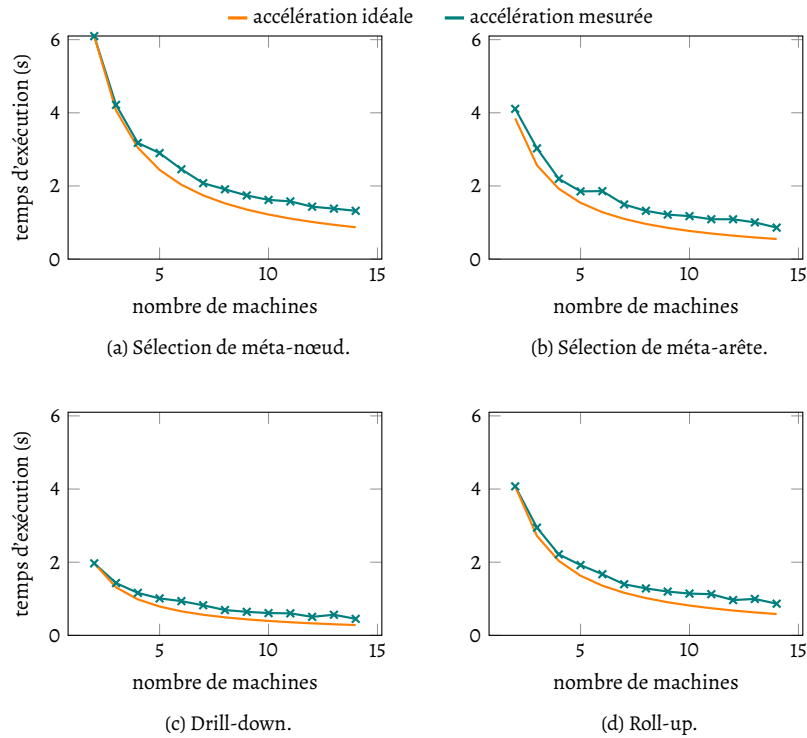 accélération idéale accélération mesurée
6
4
2
0
5 10 15
temps d'exécution (s)
nombre de machines
(a) Sélection de méta-nœud.
6
4
2
0
5 10 15
nombre de machines
(b) Sélection de méta-arête.
6
4
2
0
5 10 15
temps d'exécution (s)
nombre de machines
(c) Drill-down.
6
4
2
0
5 10 15
nombre de machines
(d) Roll-up.